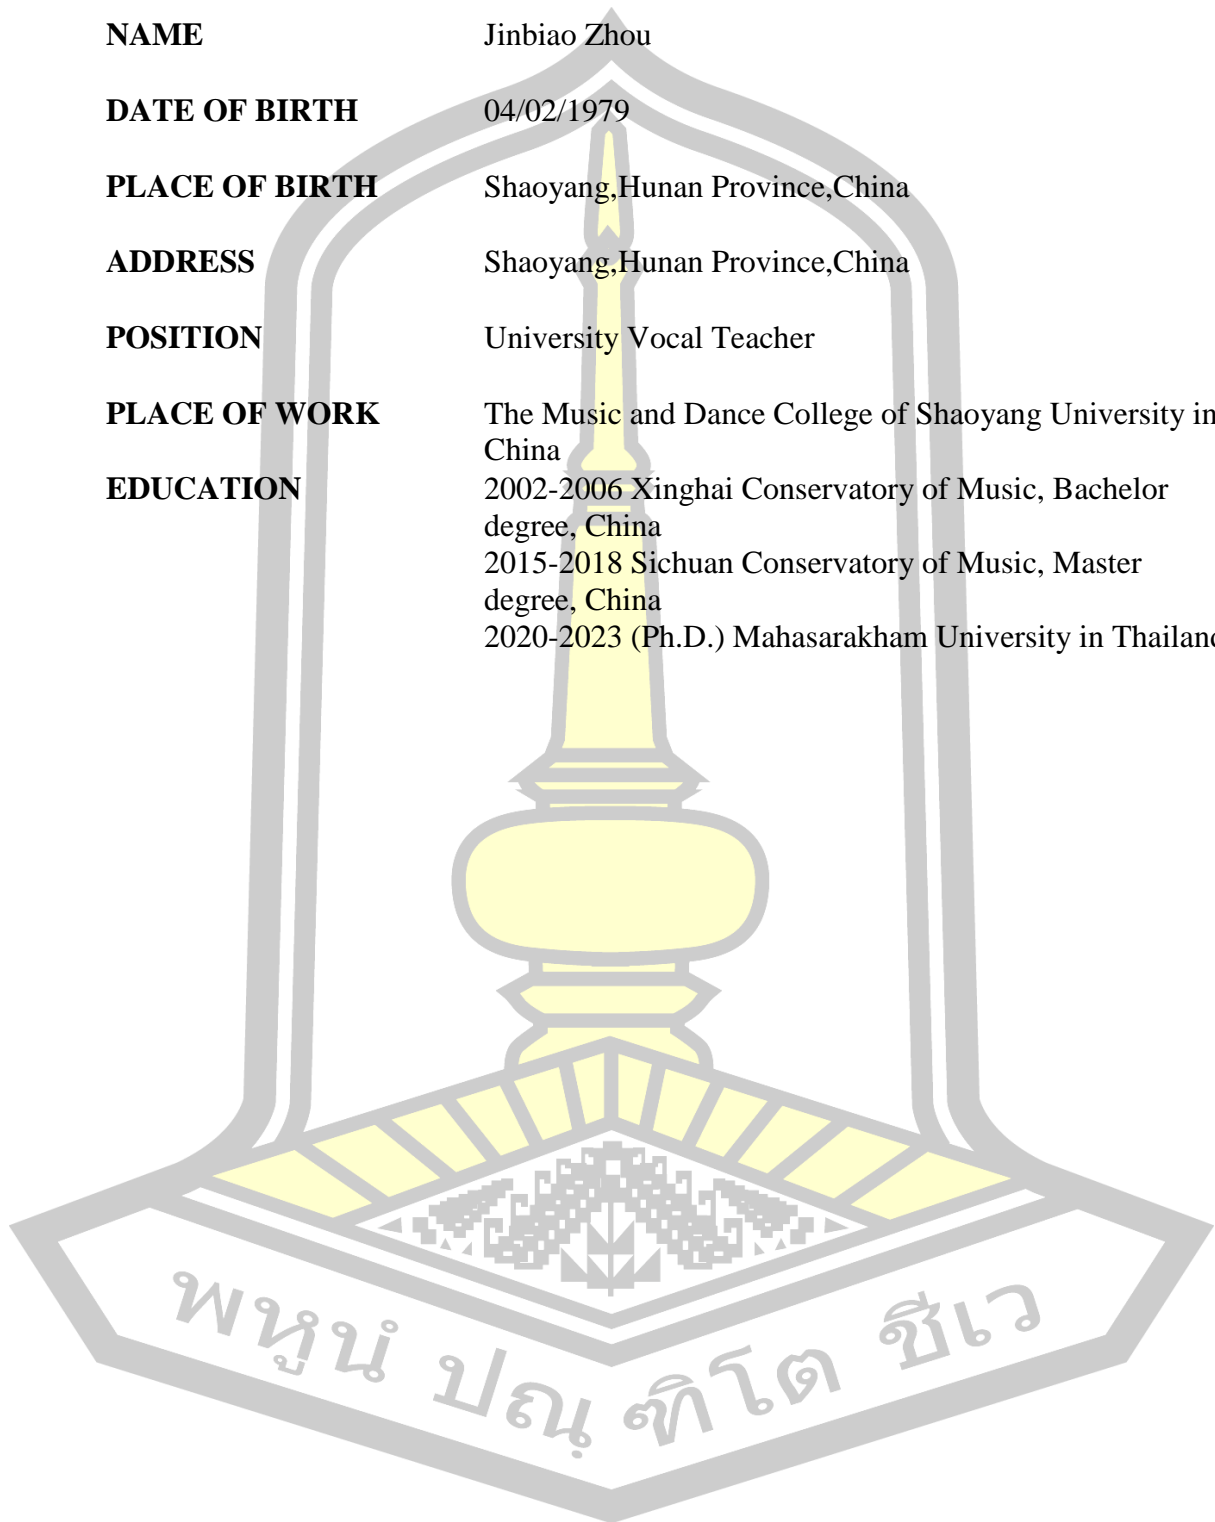 NAME Jinbiao Zhou
DATE OF BIRTH 04/02/1979
PLACE OF BIRTH Shaoyang,Hunan Province,China
ADDRESS Shaoyang,Hunan Province,China
POSITION University Vocal Teacher
PLACE OF WORK The Music and Dance College of Shaoyang University in
China
EDUCATION 2002-2006 Xinghai Conservatory of Music, Bachelor
degree, China
2015-2018 Sichuan Conservatory of Music, Master
degree, China
2020-2023 (Ph.D.) Mahasarakham University in Thailand
พหูนํ ปณฺ ฑิโต ชีเว